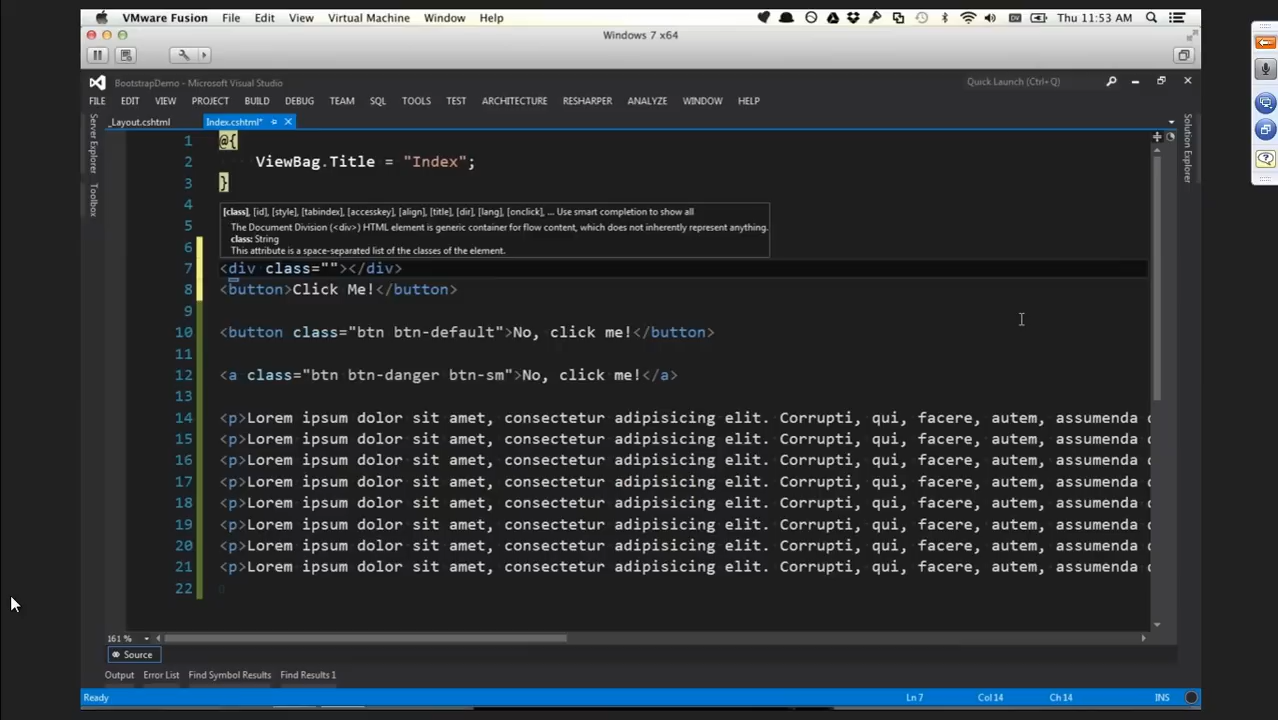 VMware Fusion File Edit View Virtual Machine Window Help Thu 11:53 AM
Windows 7 x64
BootstrapDemo - Microsoft Visual Studio Quick Launch (Ctrl+Q)
FILE EDIT VIEW PROJECT BUILD DEBUG TEAM SQL TOOLS TEST ARCHITECTURE RESHARPER ANALYZE WINDOW HELP
_Layout.cshtml Index.cshtml*
Server Explorer
Toolbox
Solution Explorer
1 @{
2 ViewBag.Title = "Index";
3 }
4
[class], [id], [style], [tabindex], [accesskey], [align], [title], [dir], [lang], [onclick], ... Use smart completion to show all
5
The Document Division (<div>) HTML element is generic container for flow content, which does not inherently represent anything.
class: String
6
This attribute is a space-separated list of the classes of the element.
7 <div class=""></div>
8 <button>Click Me!</button>
9
10 <button class="btn btn-default">No, click me!</button>
11
12 <a class="btn btn-danger btn-sm">No, click me!</a>
13
14 <p>Lorem ipsum dolor sit amet, consectetur adipisicing elit. Corrupti, qui, facere, autem, assumenda
15 <p>Lorem ipsum dolor sit amet, consectetur adipisicing elit. Corrupti, qui, facere, autem, assumenda
16 <p>Lorem ipsum dolor sit amet, consectetur adipisicing elit. Corrupti, qui, facere, autem, assumenda
17 <p>Lorem ipsum dolor sit amet, consectetur adipisicing elit. Corrupti, qui, facere, autem, assumenda
18 <p>Lorem ipsum dolor sit amet, consectetur adipisicing elit. Corrupti, qui, facere, autem, assumenda
19 <p>Lorem ipsum dolor sit amet, consectetur adipisicing elit. Corrupti, qui, facere, autem, assumenda
20 <p>Lorem ipsum dolor sit amet, consectetur adipisicing elit. Corrupti, qui, facere, autem, assumenda
21 <p>Lorem ipsum dolor sit amet, consectetur adipisicing elit. Corrupti, qui, facere, autem, assumenda
22
161 %
Source
Output Error List Find Symbol Results Find Results 1
Ready Ln 7 Col 14 Ch 14 INS